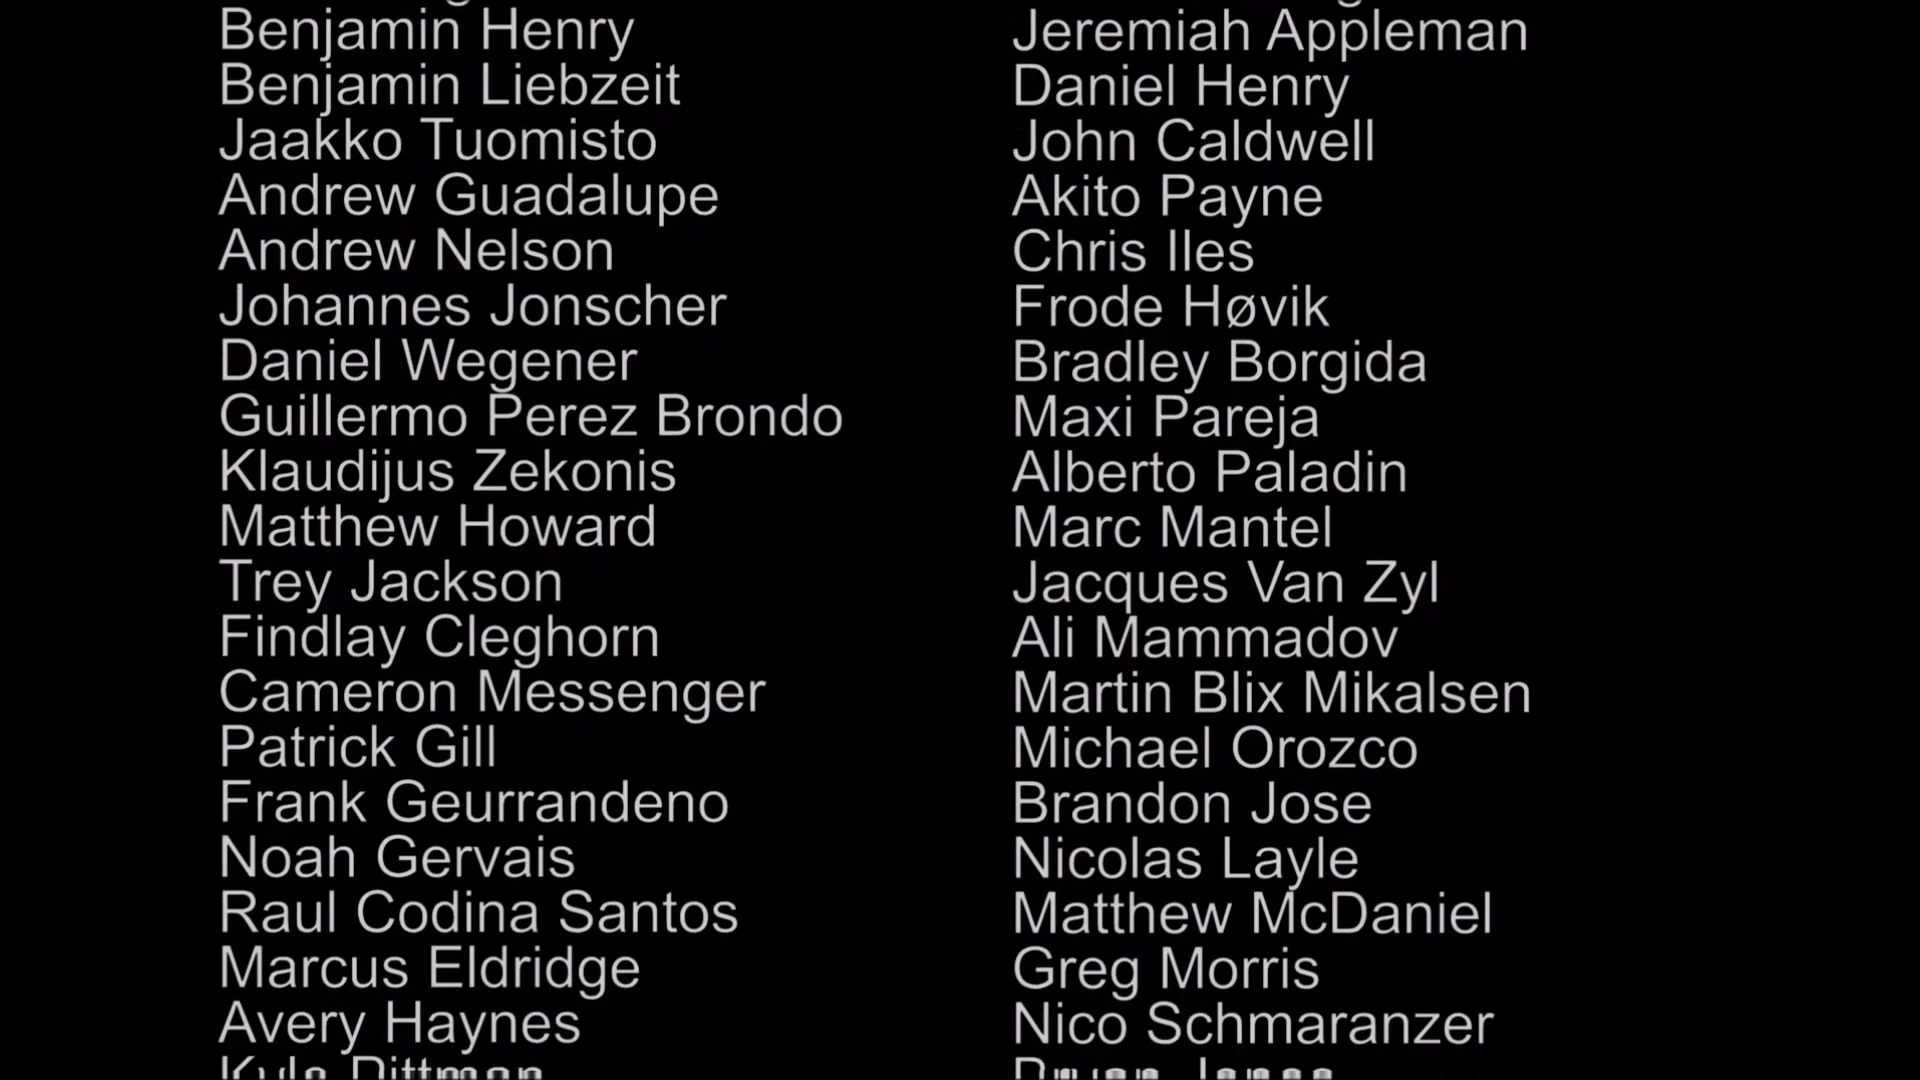 Benjamin Henry
Benjamin Liebzeit
Jaakko Tuomisto
Andrew Guadalupe
Andrew Nelson
Johannes Jonscher
Daniel Wegener
Guillermo Perez Brondo
Klaudijus Zekonis
Matthew Howard
Trey Jackson
Findlay Cleghorn
Cameron Messenger
Patrick Gill
Frank Geurrandeno
Noah Gervais
Raul Codina Santos
Marcus Eldridge
Avery Haynes
Kyle Dittman
Jeremiah Appleman
Daniel Henry
John Caldwell
Akito Payne
Chris Iles
Frode Høvik
Bradley Borgida
Maxi Pareja
Alberto Paladin
Marc Mantel
Jacques Van Zyl
Ali Mammadov
Martin Blix Mikalsen
Michael Orozco
Brandon Jose
Nicolas Layle
Matthew McDaniel
Greg Morris
Nico Schmaranzer